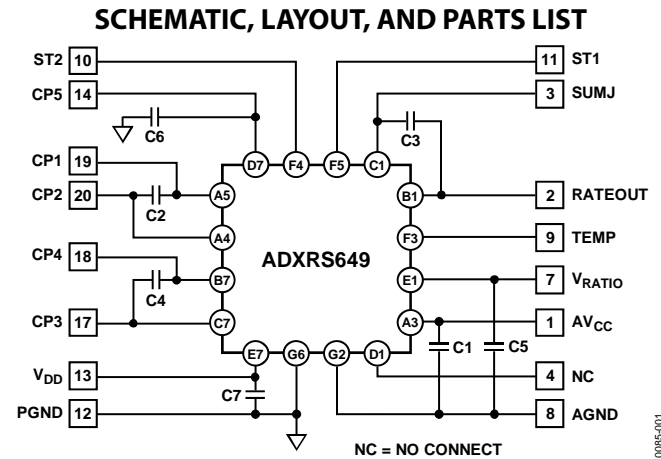 SCHEMATIC, LAYOUT, AND PARTS LIST
ST2 10
11 ST1
CP5 14
3 SUMJ
C6
C3
D7 F4 F5 C1
CP1 19
A5
B1
2 RATEOUT
CP2 20
C2
A4
F3
9 TEMP
ADXRS649
CP4 18
B7
E1
7 VRATIO
C4
CP3 17
C7
A3
1 AVCC
E7 G6 G2 D1
C1
C5
VDD 13
C7
4 NC
PGND 12
8 AGND
NC = NO CONNECT
0085-001